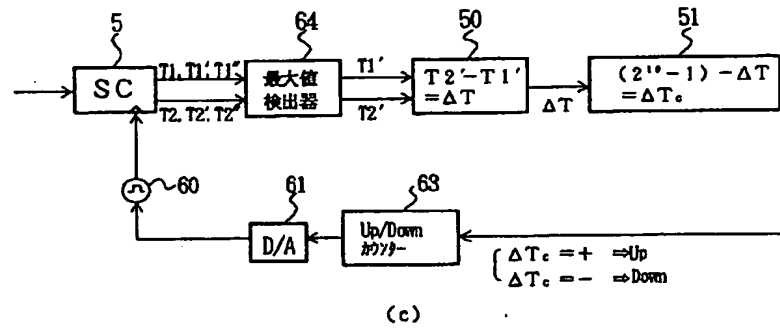 5
64
50
51
SC
T1, T1', T1"
T2, T2', T2"
最大値
検出器
T1'
T2'
T2'-T1'
=ΔT
ΔT
(2¹⁰-1)-ΔT
=ΔTc
60
61
D/A
63
Up/Down
カウンター
ΔTc=+ ⇒Up
ΔTc=- ⇒Down
(c)